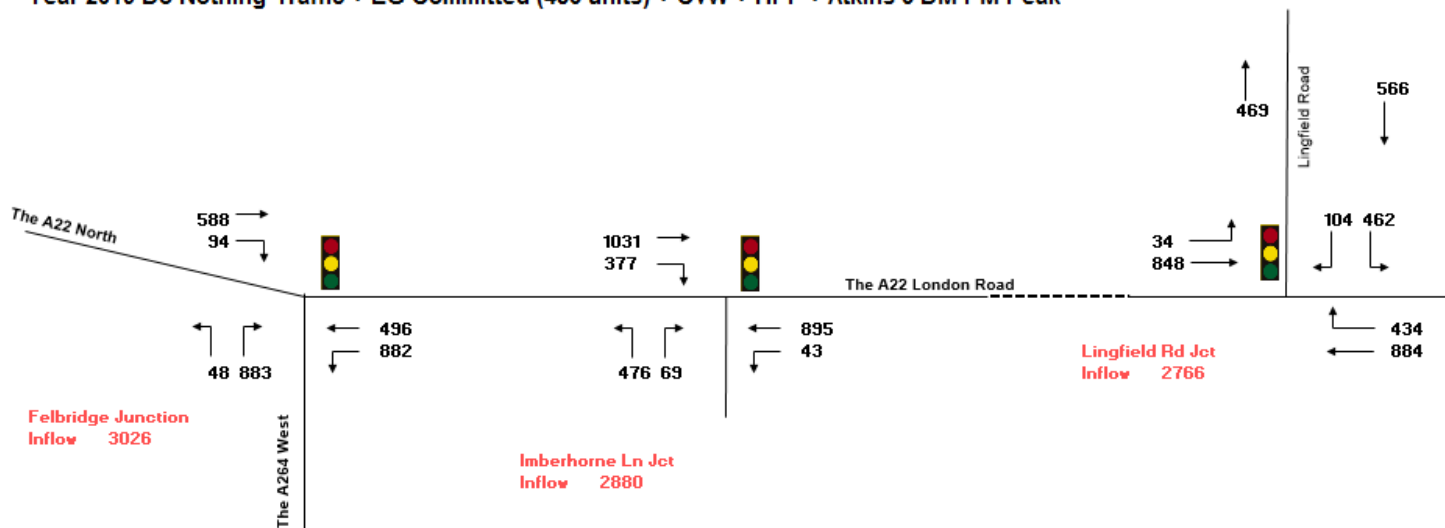 469
Lingfield Road
566
The A22 North
588
94
1031
377
34
848
104 462
The A22 London Road
496
882
895
43
434
884
48 883
476 69
Lingfield Rd Jct
Inflow 2766
Felbridge Junction
Inflow 3026
The A264 West
Imberhorne Ln Jct
Inflow 2880